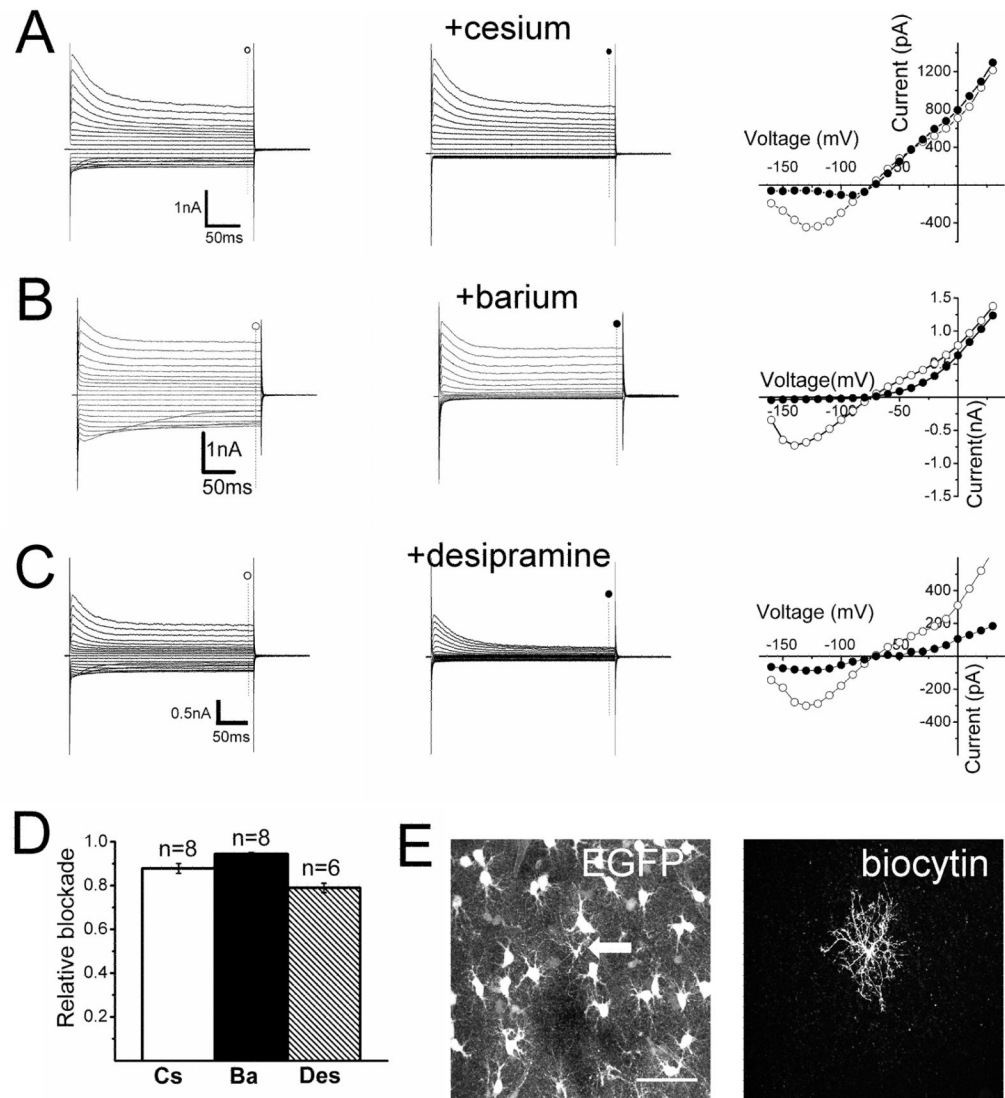 A
+cesium
1nA
50ms
Current (pA)
1200
800
400
-400
Voltage (mV)
-150
-100
-50
B
+barium
1nA
50ms
1.5
1.0
0.5
-0.5
-1.0
-1.5
Voltage(mV)
-150
-100
-50
Current(nA)
C
+desipramine
0.5nA
50ms
400
200
-200
-400
Voltage (mV)
-150
-100
-50
Current (pA)
D
Relative blockade
1.0
0.8
0.6
0.4
0.2
n=8
n=8
n=6
Cs
Ba
Des
E
EGFP
biocytin